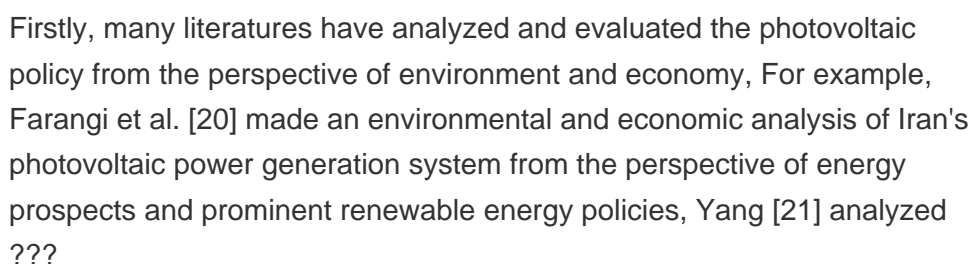 Firstly, many literatures have analyzed and evaluated the photovoltaic
policy from the perspective of environment and economy, For example,
Farangi et al. [20] made an environmental and economic analysis of Iran's
photovoltaic power generation system from the perspective of energy
prospects and prominent renewable energy policies, Yang [21] analyzed
???